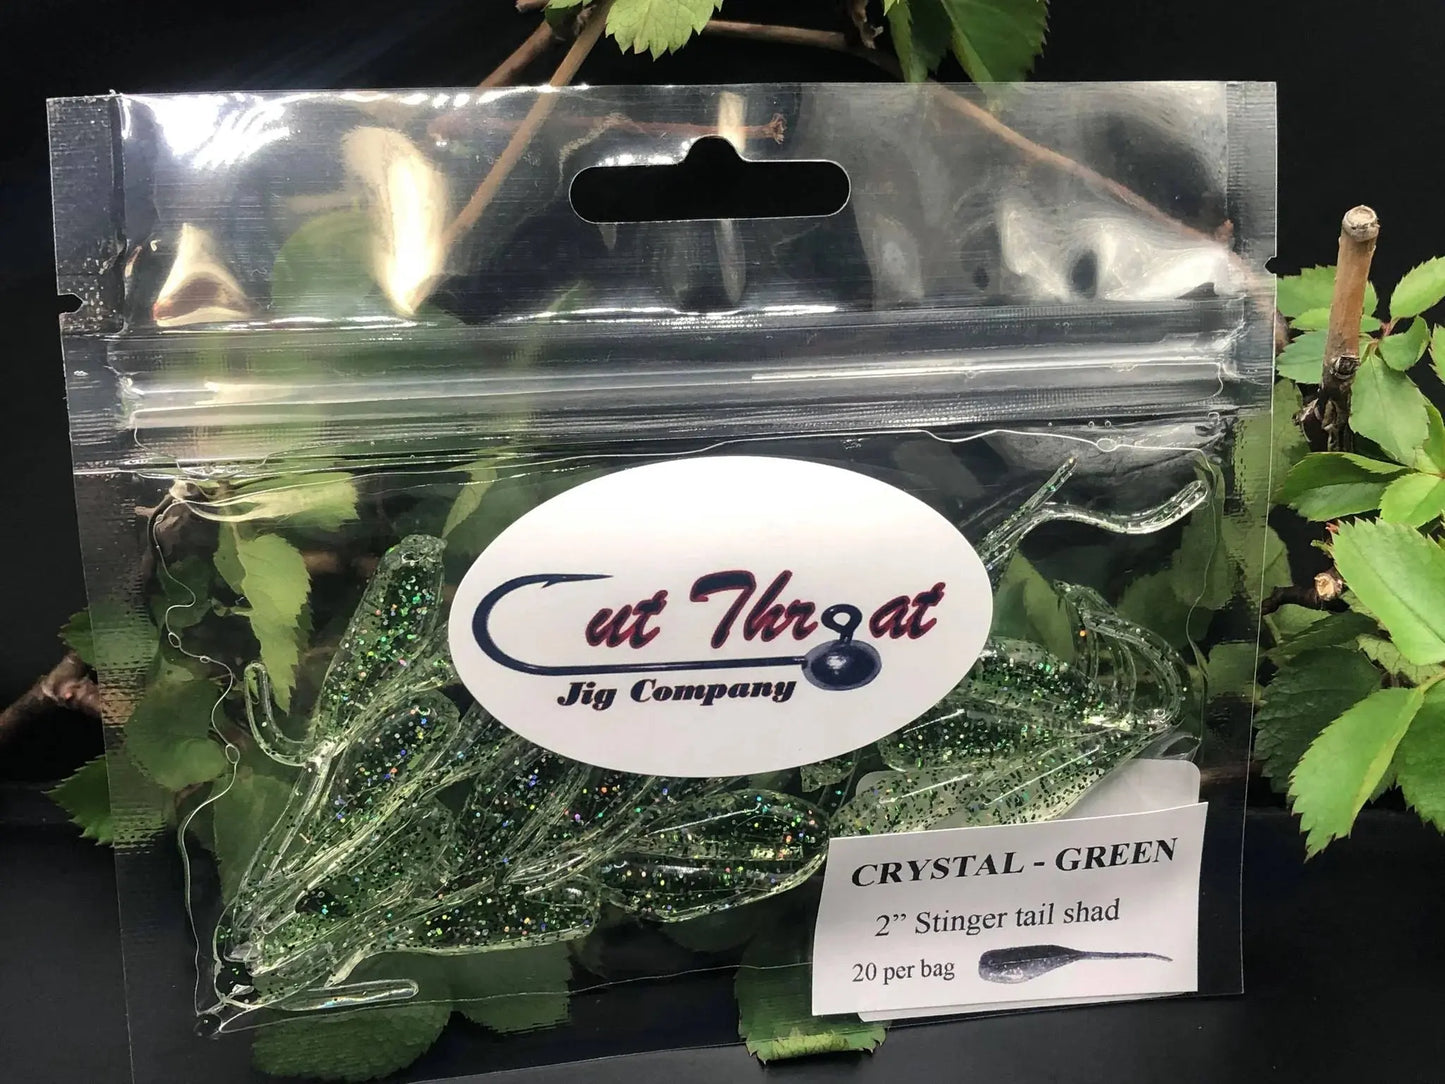 Cut Throat
Jig Company
CRYSTAL - GREEN
2” Stinger tail shad
20 per bag